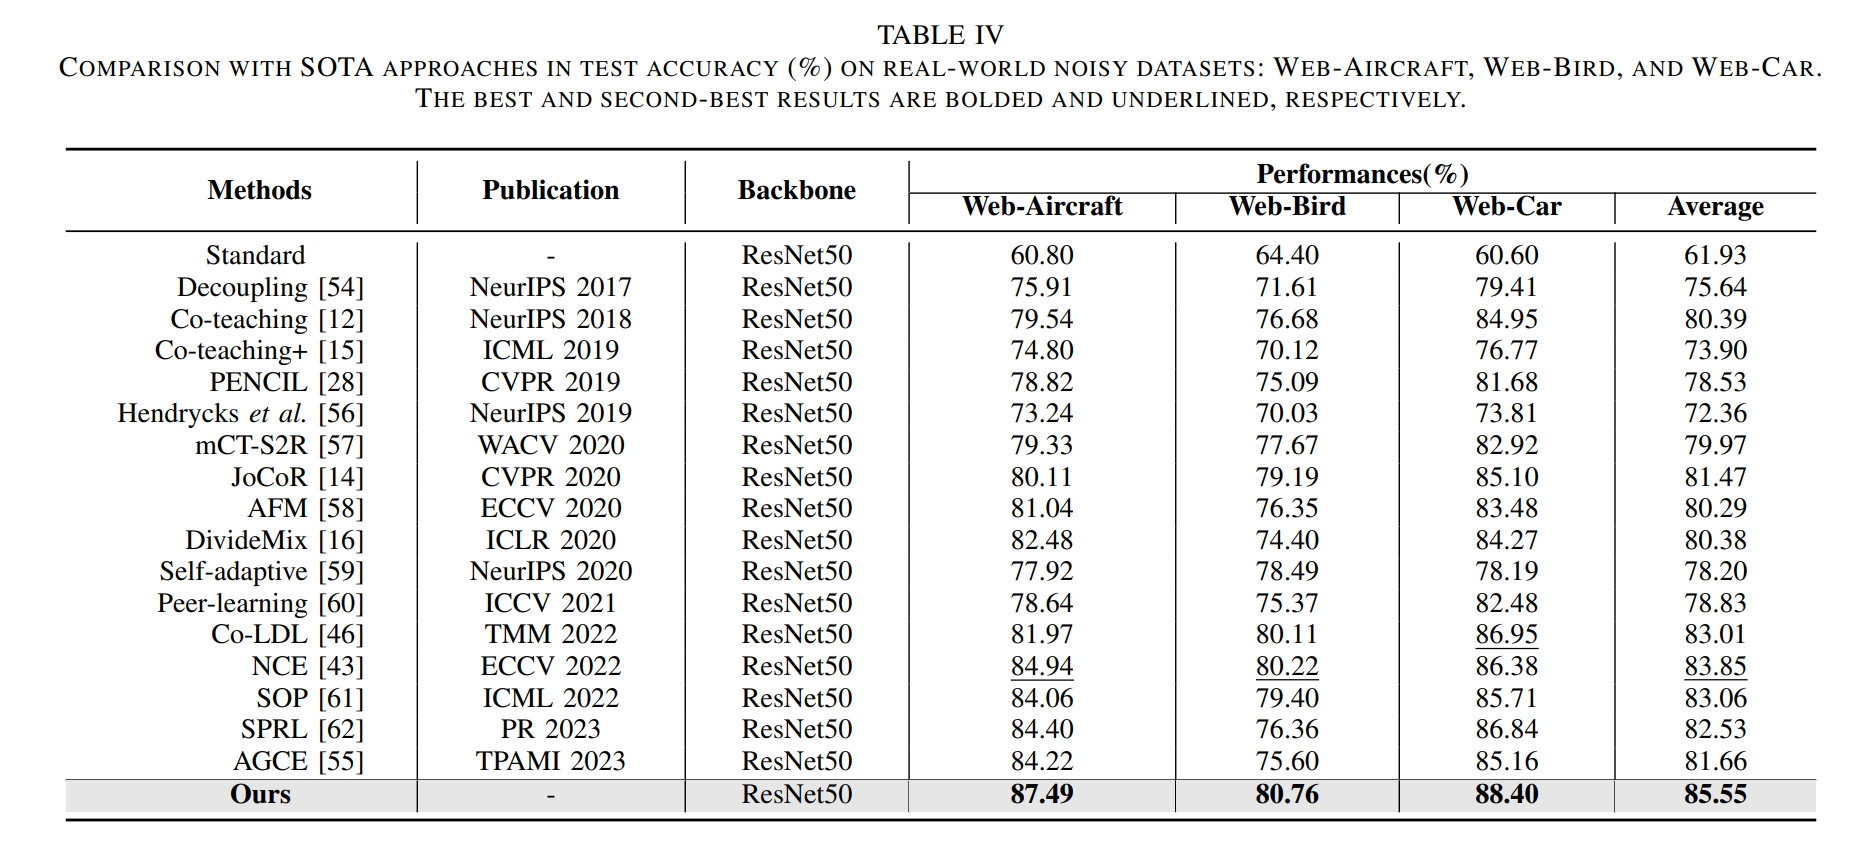 TABLE IV
COMPARISON WITH SOTA APPROACHES IN TEST ACCURACY (%) ON REAL-WORLD NOISY DATASETS: WEB-AIRCRAFT, WEB-BIRD, AND WEB-CAR.
THE BEST AND SECOND-BEST RESULTS ARE BOLDED AND UNDERLINED, RESPECTIVELY.
Methods Publication Backbone Performances(%)
Web-Aircraft Web-Bird Web-Car Average
Standard - ResNet50 60.80 64.40 60.60 61.93
Decoupling [54] NeurIPS 2017 ResNet50 75.91 71.61 79.41 75.64
Co-teaching [12] NeurIPS 2018 ResNet50 79.54 76.68 84.95 80.39
Co-teaching+ [15] ICML 2019 ResNet50 74.80 70.12 76.77 73.90
PENCIL [28] CVPR 2019 ResNet50 78.82 75.09 81.68 78.53
Hendrycks et al. [56] NeurIPS 2019 ResNet50 73.24 70.03 73.81 72.36
mCT-S2R [57] WACV 2020 ResNet50 79.33 77.67 82.92 79.97
JoCoR [14] CVPR 2020 ResNet50 80.11 79.19 85.10 81.47
AFM [58] ECCV 2020 ResNet50 81.04 76.35 83.48 80.29
DivideMix [16] ICLR 2020 ResNet50 82.48 74.40 84.27 80.38
Self-adaptive [59] NeurIPS 2020 ResNet50 77.92 78.49 78.19 78.20
Peer-learning [60] ICCV 2021 ResNet50 78.64 75.37 82.48 78.83
Co-LDL [46] TMM 2022 ResNet50 81.97 80.11 86.95 83.01
NCE [43] ECCV 2022 ResNet50 84.94 80.22 86.38 83.85
SOP [61] ICML 2022 ResNet50 84.06 79.40 85.71 83.06
SPRL [62] PR 2023 ResNet50 84.40 76.36 86.84 82.53
AGCE [55] TPAMI 2023 ResNet50 84.22 75.60 85.16 81.66
Ours - ResNet50 87.49 80.76 88.40 85.55